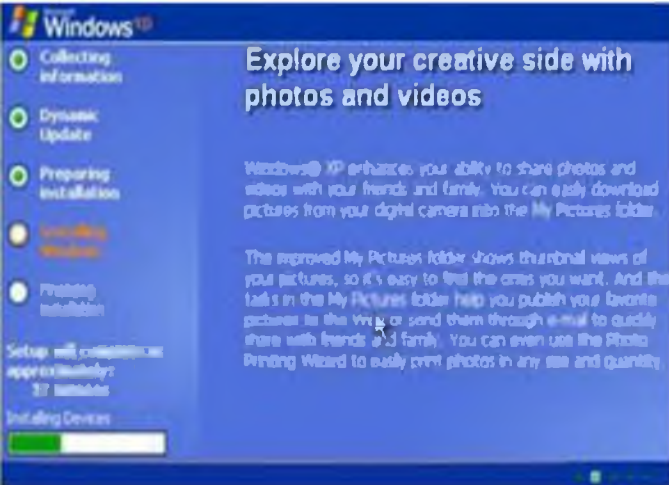 Microsoft
Windows XP
Collecting
information
Dynamic
Update
Preparing
installation
Installing
Windows
Finalizing
installation
Setup will complete in
approximately:
minutes
Installing Devices
Explore your creative side with
photos and videos
Windows® XP enhances your ability to share photos and
videos with your friends and family. You can easily download
pictures from your digital camera into the My Pictures folder.
The improved My Pictures folder shows thumbnail views of
your pictures, so it's easy to find the ones you want. And the
tasks in the My Pictures folder help you publish your favorite
pictures to the Web or send them through e-mail to quickly
share with friends and family. You can even use the Photo
Printing Wizard to easily print photos in any size and quantity.